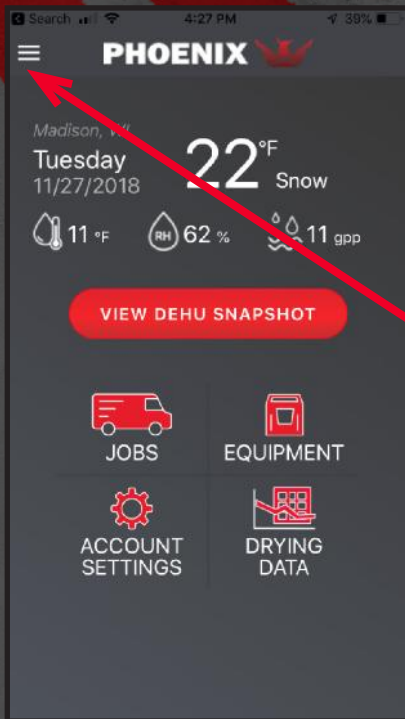 Search
4:27 PM
39%
PHOENIX
Madison, WI
Tuesday
11/27/2018
22°F
Snow
11 °F
RH
62 %
11 gpp
VIEW DEHU SNAPSHOT
JOBS
EQUIPMENT
ACCOUNT
SETTINGS
DRYING
DATA